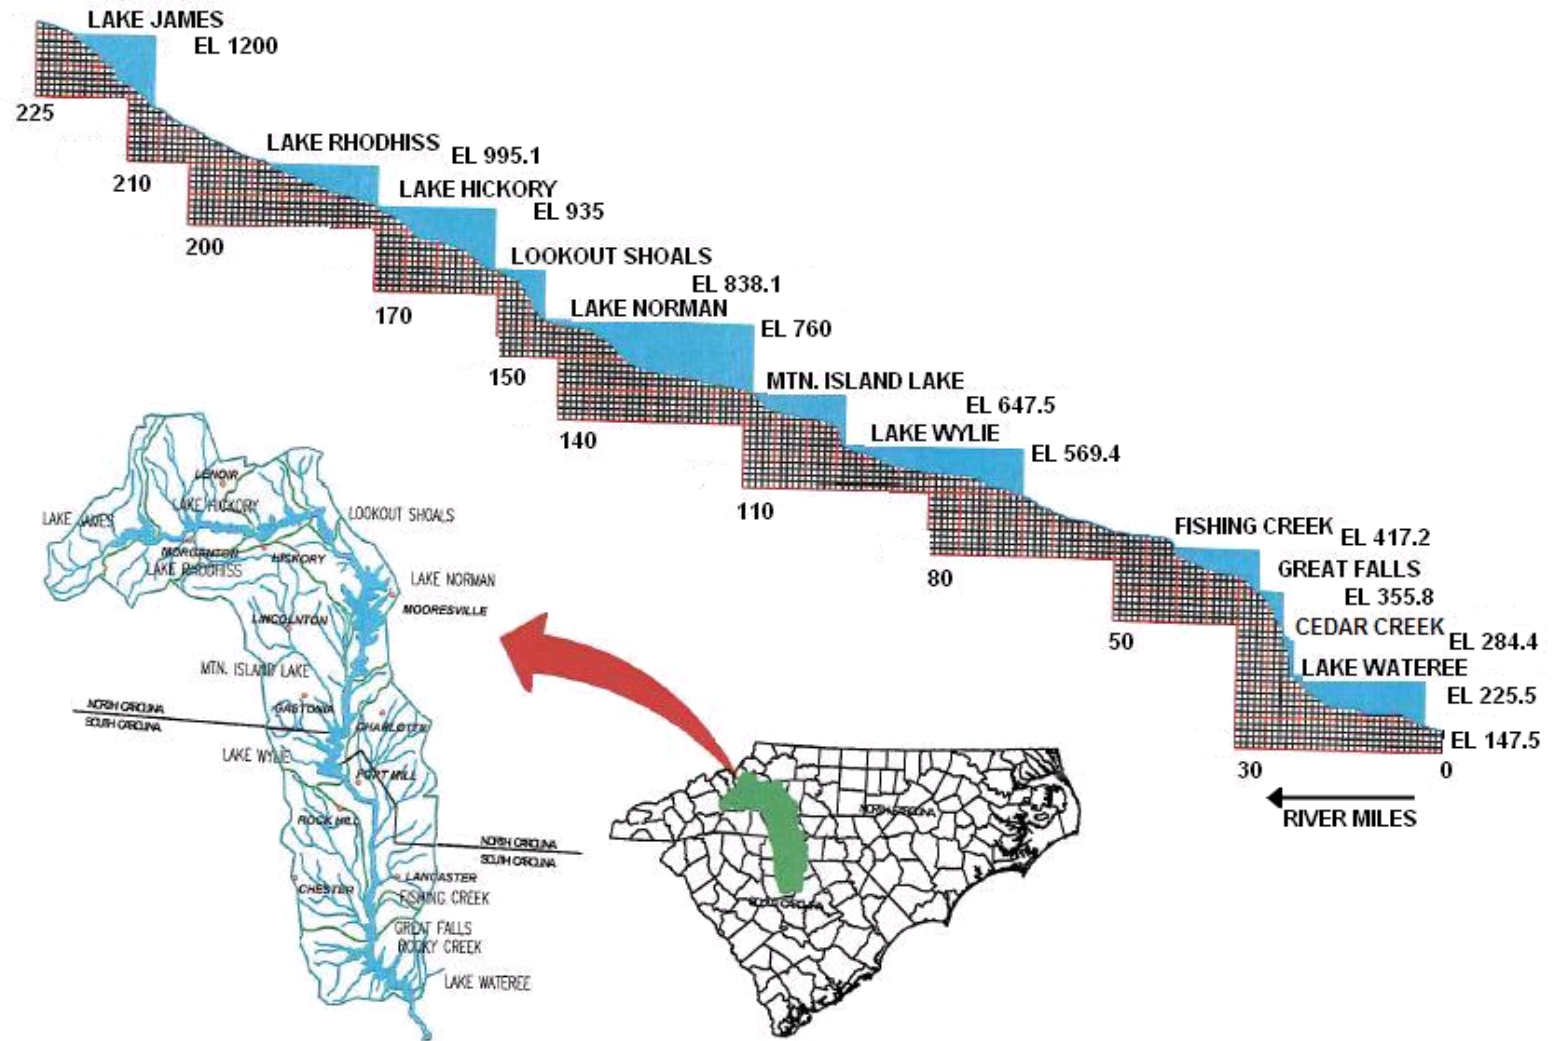 LAKE JAMES
EL 1200
225
LAKE RHODHISS
EL 995.1
210
LAKE HICKORY
EL 935
200
LOOKOUT SHOALS
EL 838.1
170
LAKE NORMAN
EL 760
150
MTN. ISLAND LAKE
EL 647.5
140
LAKE WYLIE
EL 569.4
110
FISHING CREEK
EL 417.2
80
GREAT FALLS
EL 355.8
50
CEDAR CREEK
EL 284.4
LAKE WATEREE
EL 225.5
EL 147.5
30
0
RIVER MILES
LENOIR
LAKE HICKORY
LAKE JAMES
LOOKOUT SHOALS
MORGANTON
HISKORY
LAKE RHODHISS
LAKE NORMAN
MOORESVILLE
LINCOLNTON
MTN. ISLAND LAKE
GASTONIA
NORTH CAROLINA
SOUTH CAROLINA
CHARLOTTE
LAKE WYLIE
FORT MILL
ROCK HILL
NORTH CAROLINA
SOUTH CAROLINA
LANCASTER
CHESTER
FISHING CREEK
GREAT FALLS
ROCKY CREEK
LAKE WATEREE
NORTH CAROLINA
SOUTH CAROLINA